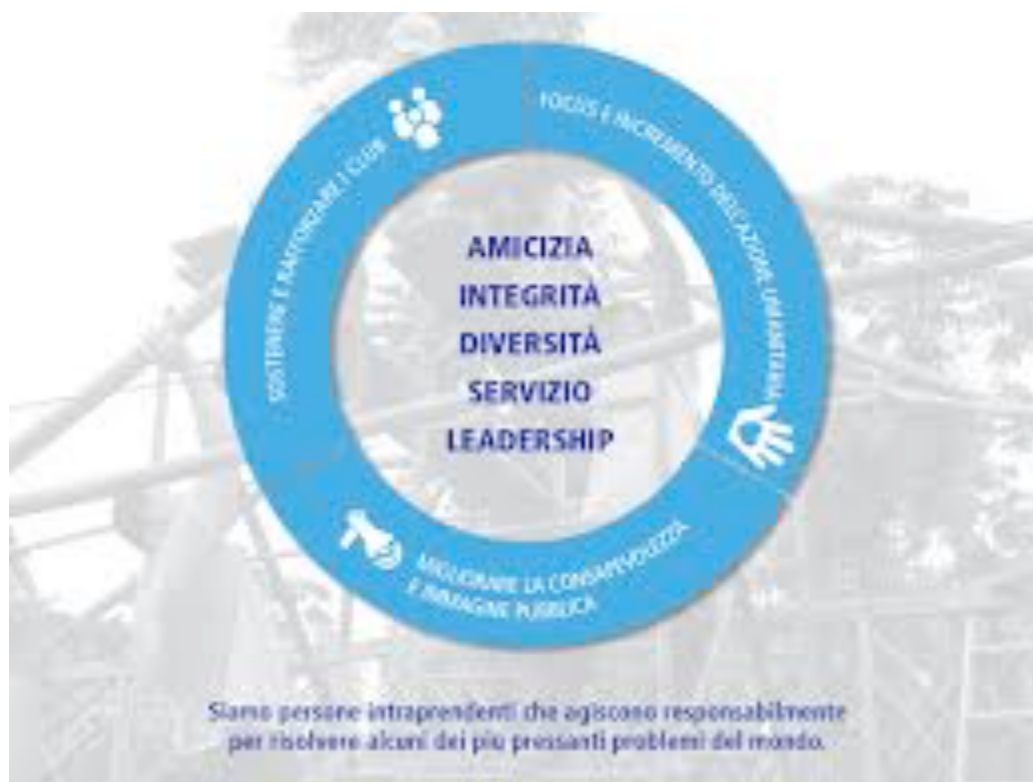 SOSTENERE E RAFFORZARE I CLUB
FOCUS E INCREMENTO DELL'AZIONE UMANITARIA
AMICIZIA
INTEGRITÀ
DIVERSITÀ
SERVIZIO
LEADERSHIP
MIGLIORARE LA CONSAPEVOLEZZA
E IMMAGINE PUBBLICA
Siamo persone intraprendenti che agiscono responsabilmente
per risolvere alcuni dei piu pressanti problemi del mondo.